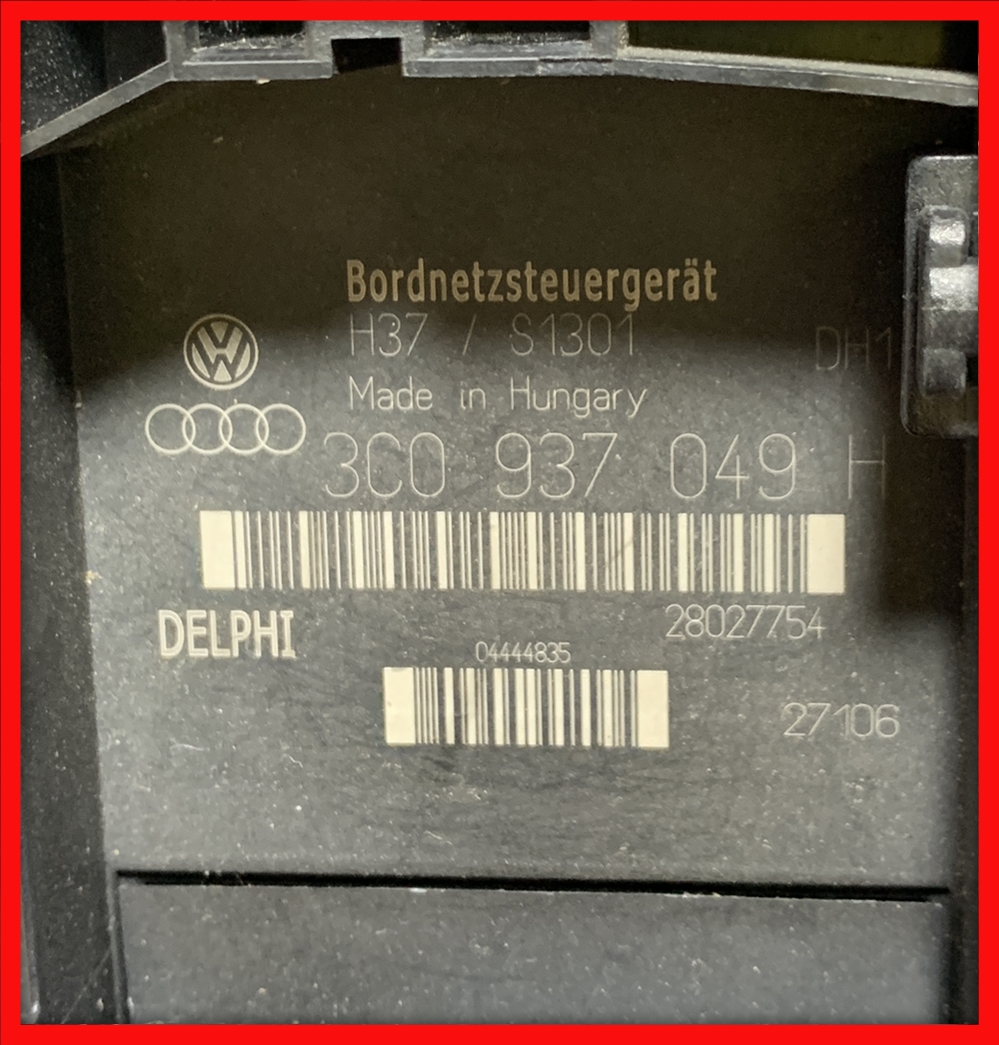 Bordnetzsteuergerät
H37 / S1301 DH1
Made in Hungary
3C0 937 049 H
DELPHI 28027754
04444835
27106